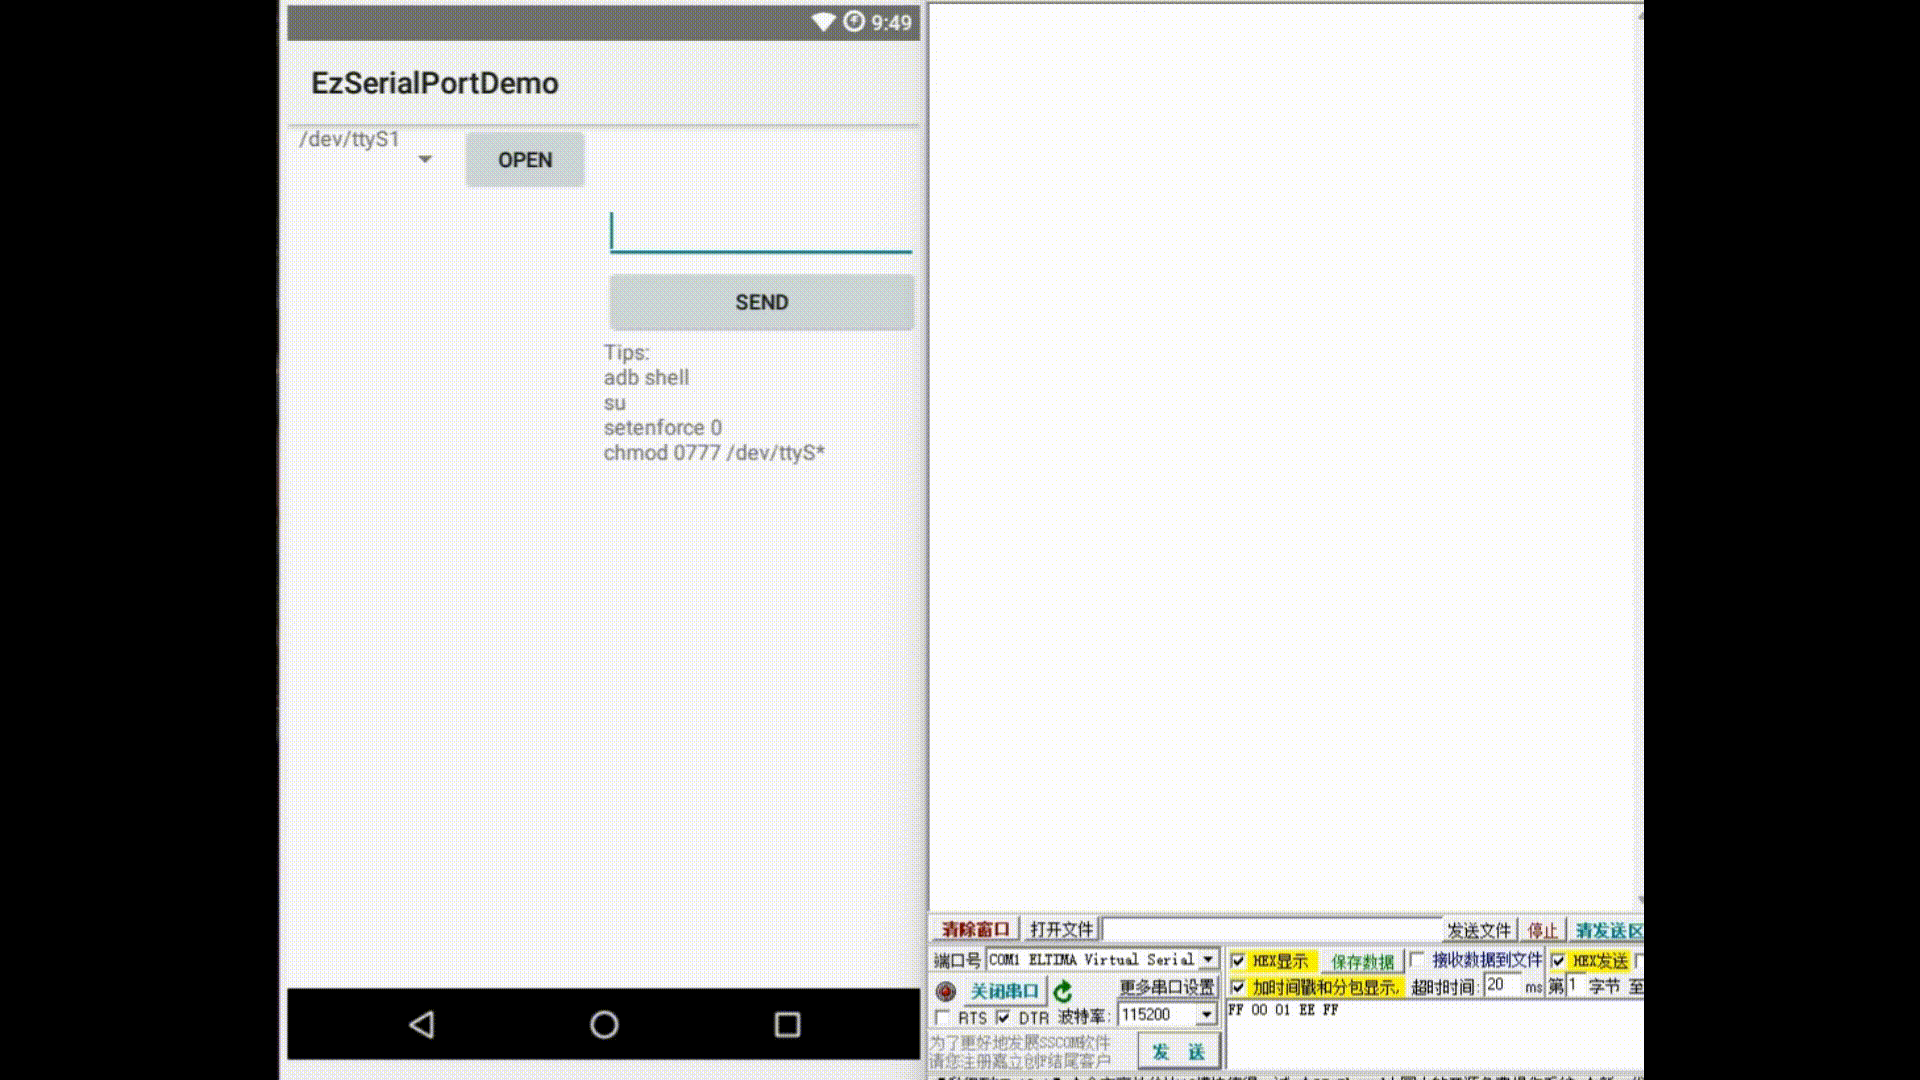 9:49
EzSerialPortDemo
/dev/ttyS1
OPEN
SEND
Tips:
adb shell
su
setenforce 0
chmod 0777 /dev/ttyS*
清除窗口 打开文件 发送文件 停止 清发送区
端口号 COM1 ELTIMA Virtual Serial HEX显示 保存数据 接收数据到文件 HEX发送
关闭串口 更多串口设置 加时间戳和分包显示, 超时时间: 20 ms 第 1 字节 至
RTS DTR 波特率: 115200 FF 00 01 EE FF
为了更好地发展SSCOM软件
请您注册嘉立创F结尾客户
发 送